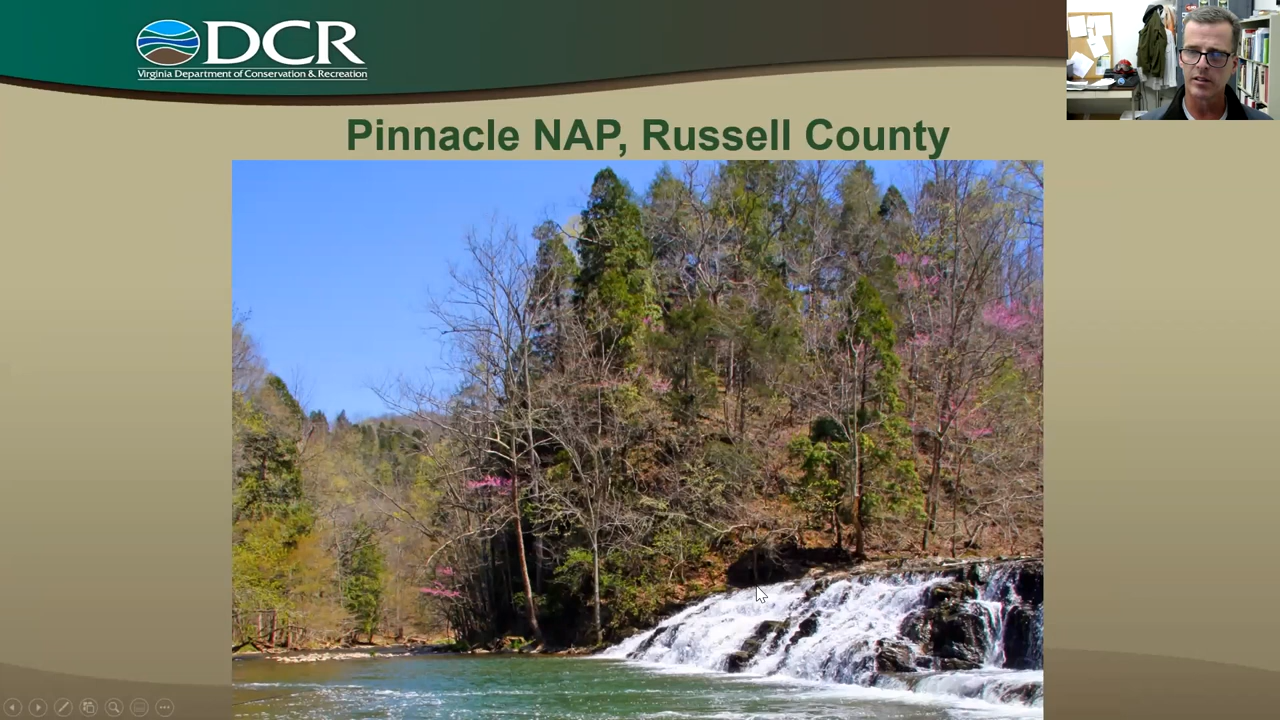 DCR
Virginia Department of Conservation & Recreation
Pinnacle NAP, Russell County